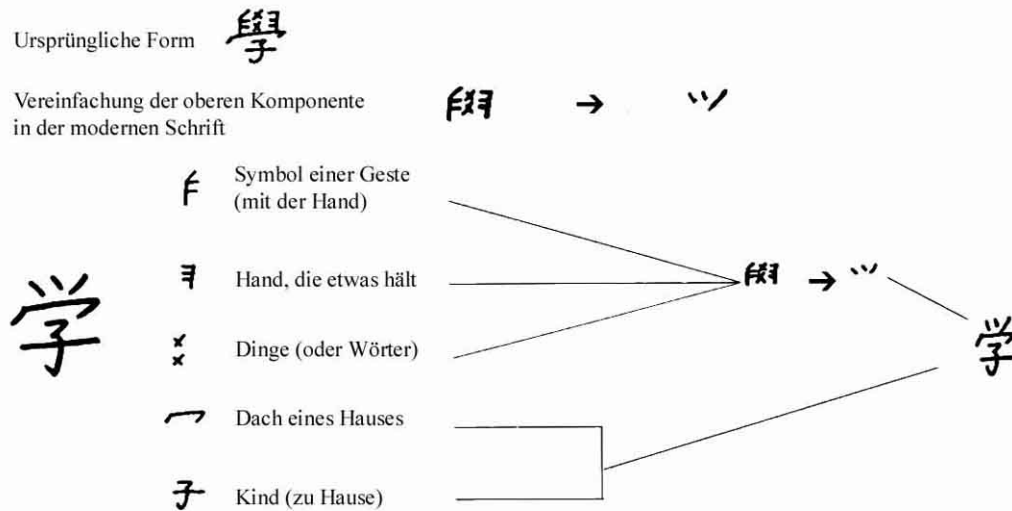 Ursprüngliche Form 學
Vereinfachung der oberen Komponente
in der modernen Schrift
→
Symbol einer Geste
(mit der Hand)
Hand, die etwas hält
→
学
Dinge (oder Wörter)
学
Dach eines Hauses
子 Kind (zu Hause)